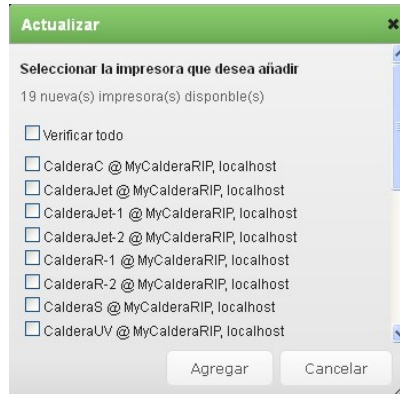 Actualizar
Seleccionar la impresora que desea añadir
19 nueva(s) impresora(s) disponble(s)
Verificar todo
CalderaC @ MyCalderaRIP, localhost
CalderaJet @ MyCalderaRIP, localhost
CalderaJet-1 @ MyCalderaRIP, localhost
CalderaJet-2 @ MyCalderaRIP, localhost
CalderaR-1 @ MyCalderaRIP, localhost
CalderaR-2 @ MyCalderaRIP, localhost
CalderaS @ MyCalderaRIP, localhost
CalderaUV @ MyCalderaRIP, localhost
Agregar Cancelar